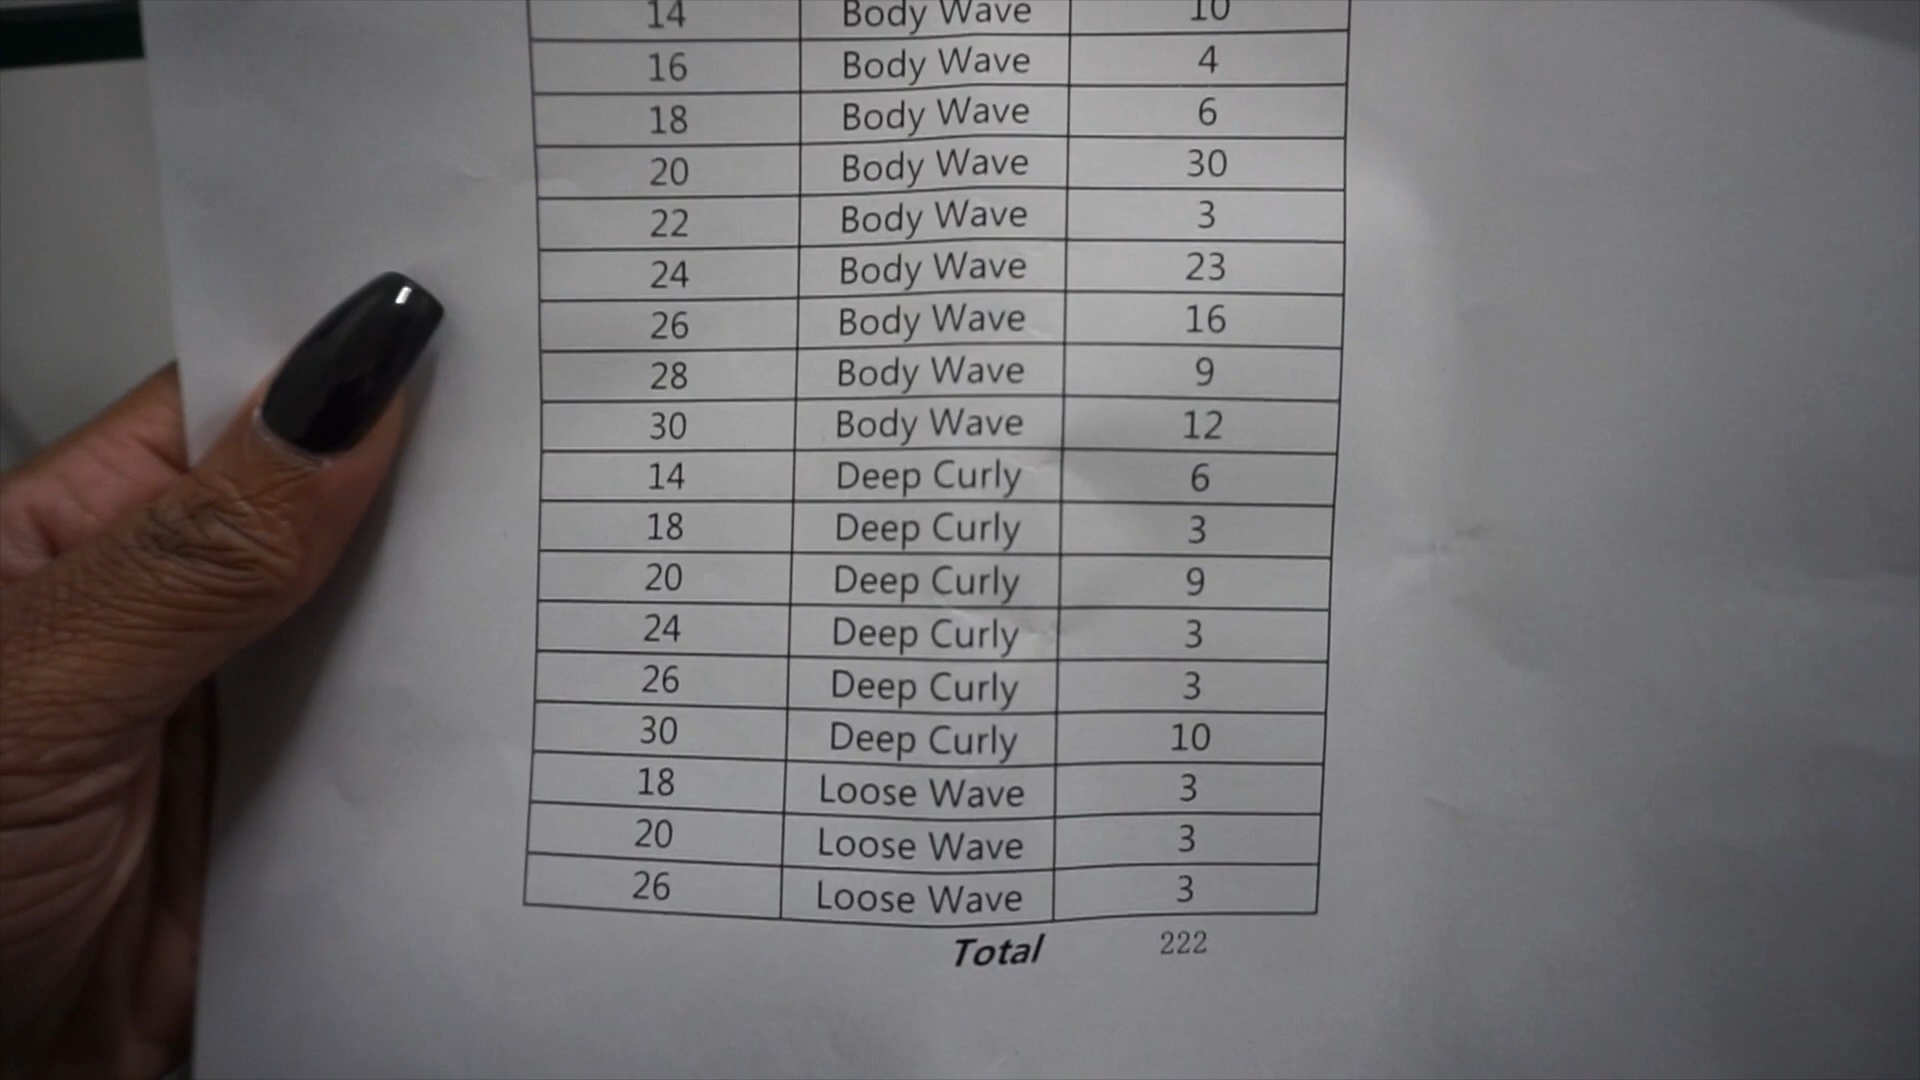 14 Body Wave 10
16 Body Wave 4
18 Body Wave 6
20 Body Wave 30
22 Body Wave 3
24 Body Wave 23
26 Body Wave 16
28 Body Wave 9
30 Body Wave 12
14 Deep Curly 6
18 Deep Curly 3
20 Deep Curly 9
24 Deep Curly 3
26 Deep Curly 3
30 Deep Curly 10
18 Loose Wave 3
20 Loose Wave 3
26 Loose Wave 3
Total 222